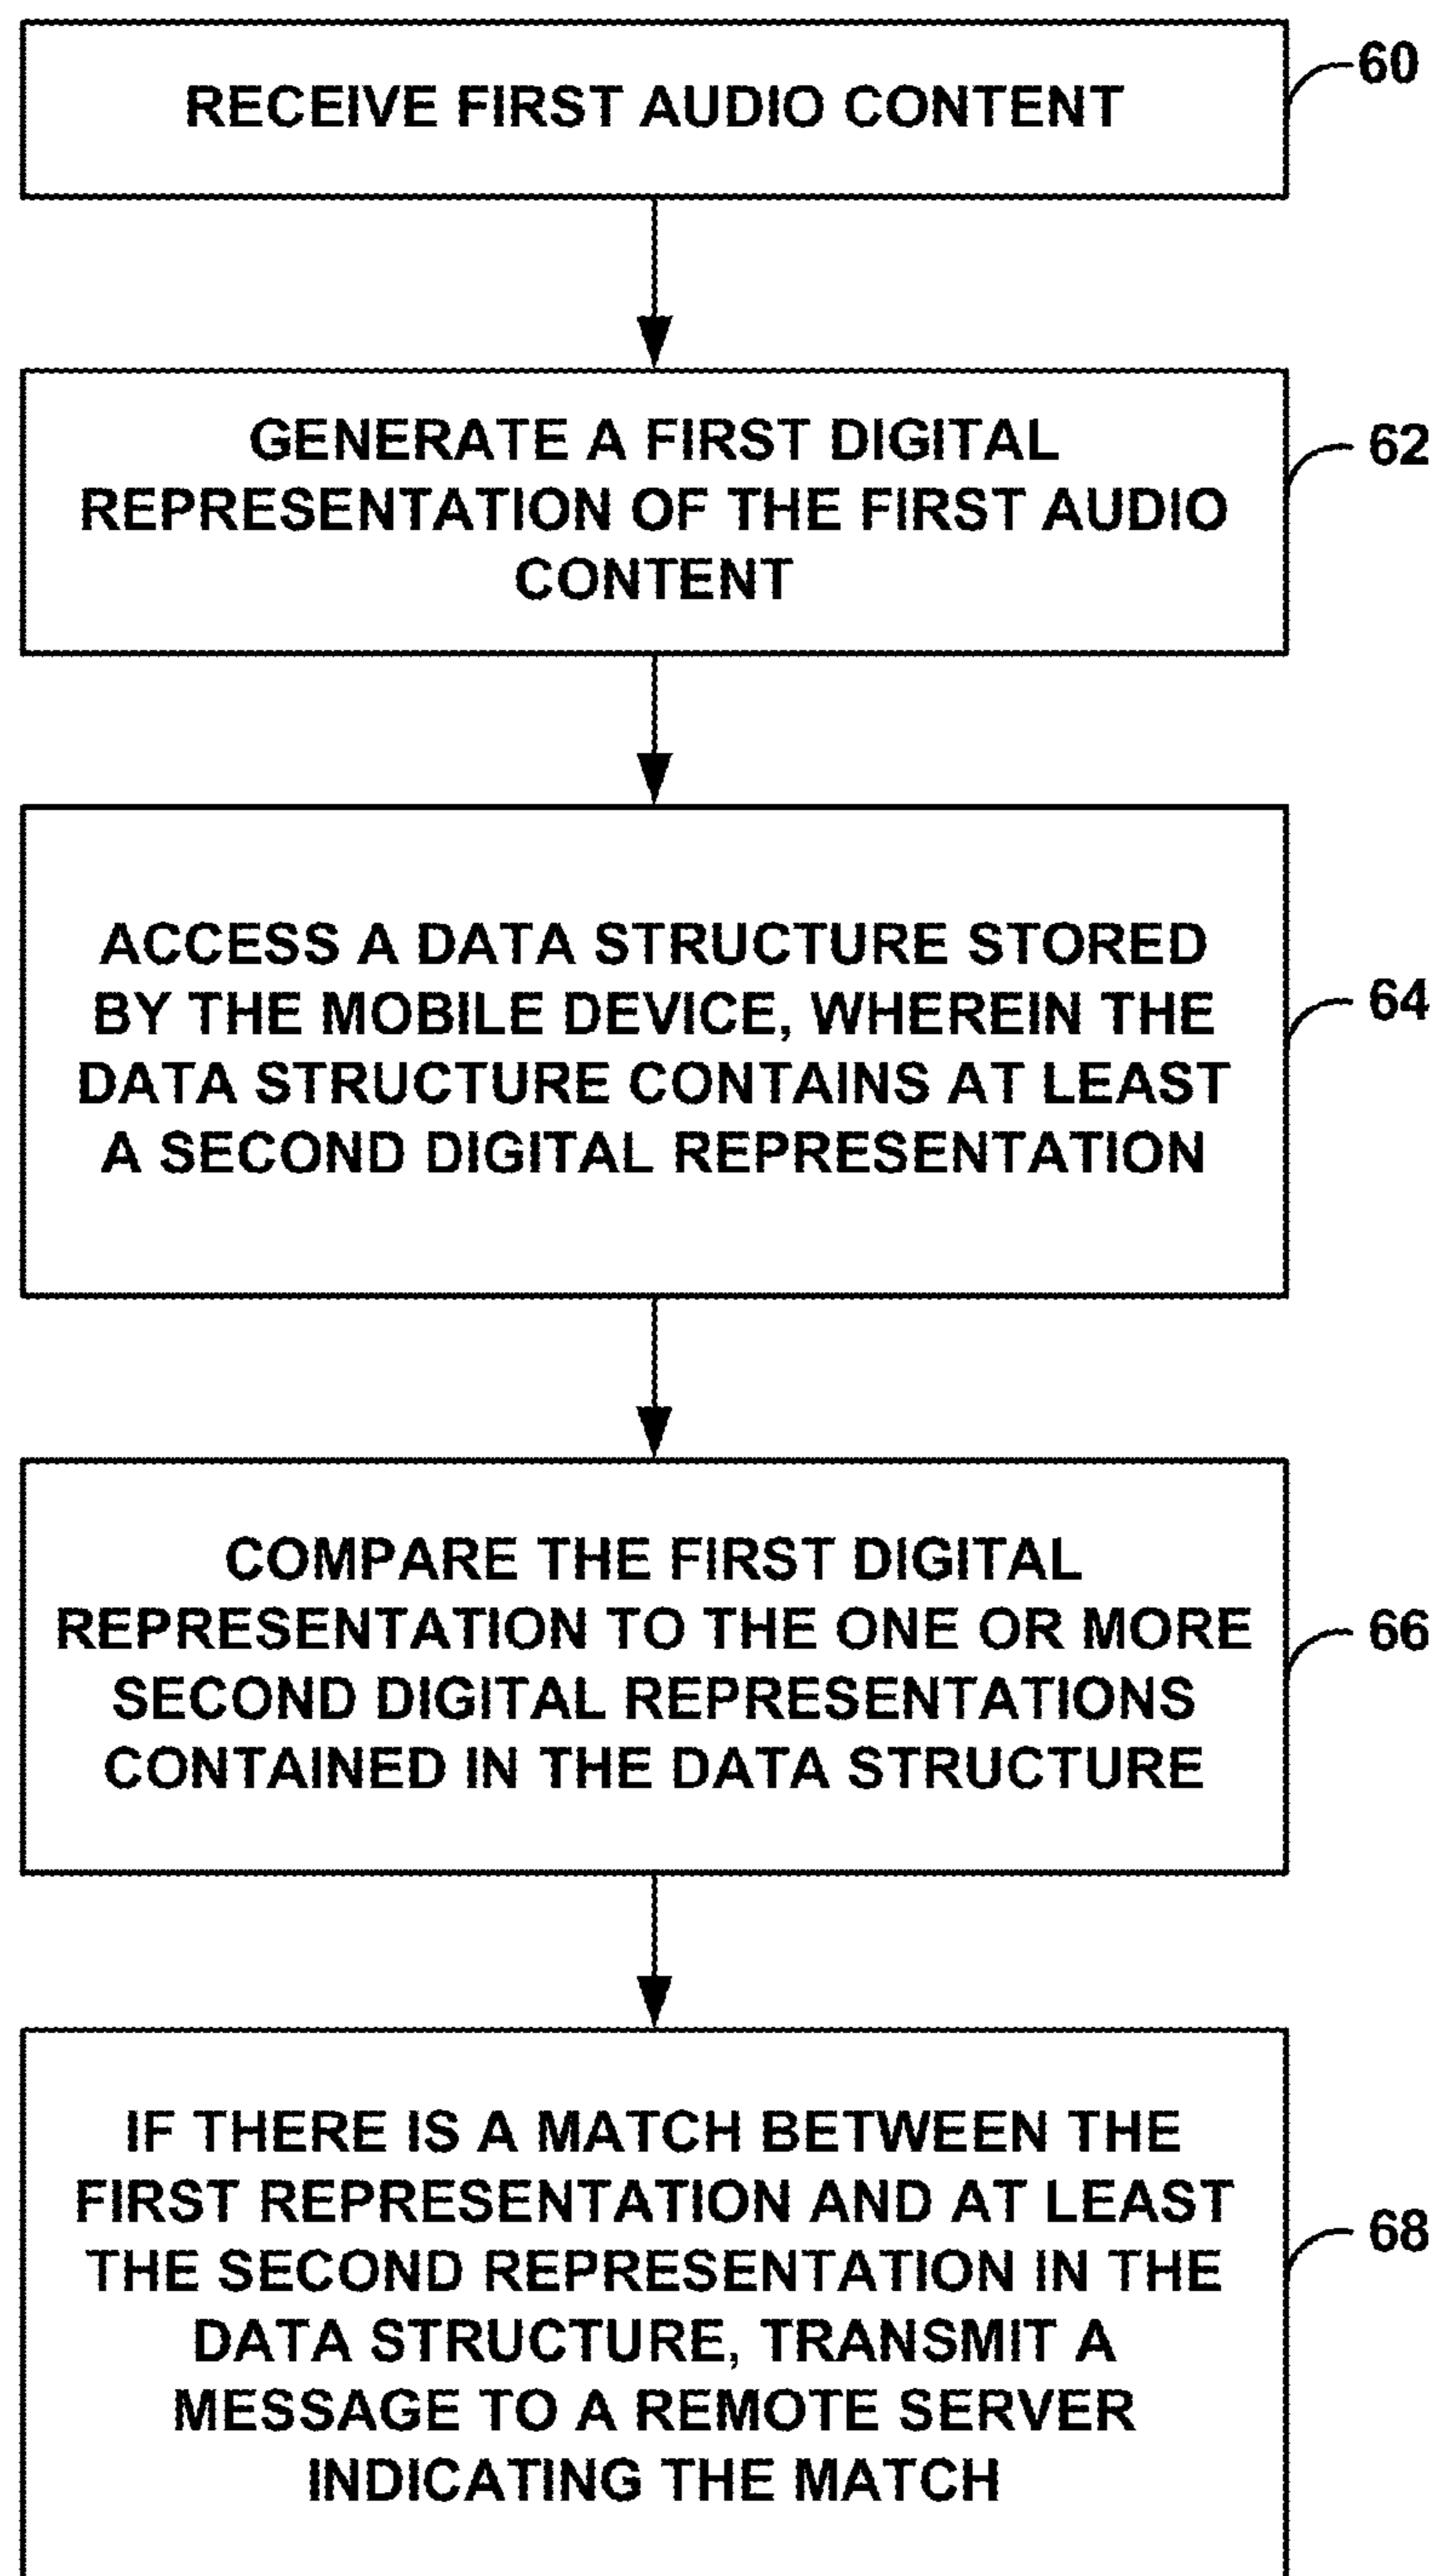 RECEIVE FIRST AUDIO CONTENT
60
GENERATE A FIRST DIGITAL
REPRESENTATION OF THE FIRST AUDIO
CONTENT
62
ACCESS A DATA STRUCTURE STORED
BY THE MOBILE DEVICE, WHEREIN THE
DATA STRUCTURE CONTAINS AT LEAST
A SECOND DIGITAL REPRESENTATION
64
COMPARE THE FIRST DIGITAL
REPRESENTATION TO THE ONE OR MORE
SECOND DIGITAL REPRESENTATIONS
CONTAINED IN THE DATA STRUCTURE
66
IF THERE IS A MATCH BETWEEN THE
FIRST REPRESENTATION AND AT LEAST
THE SECOND REPRESENTATION IN THE
DATA STRUCTURE, TRANSMIT A
MESSAGE TO A REMOTE SERVER
INDICATING THE MATCH
68